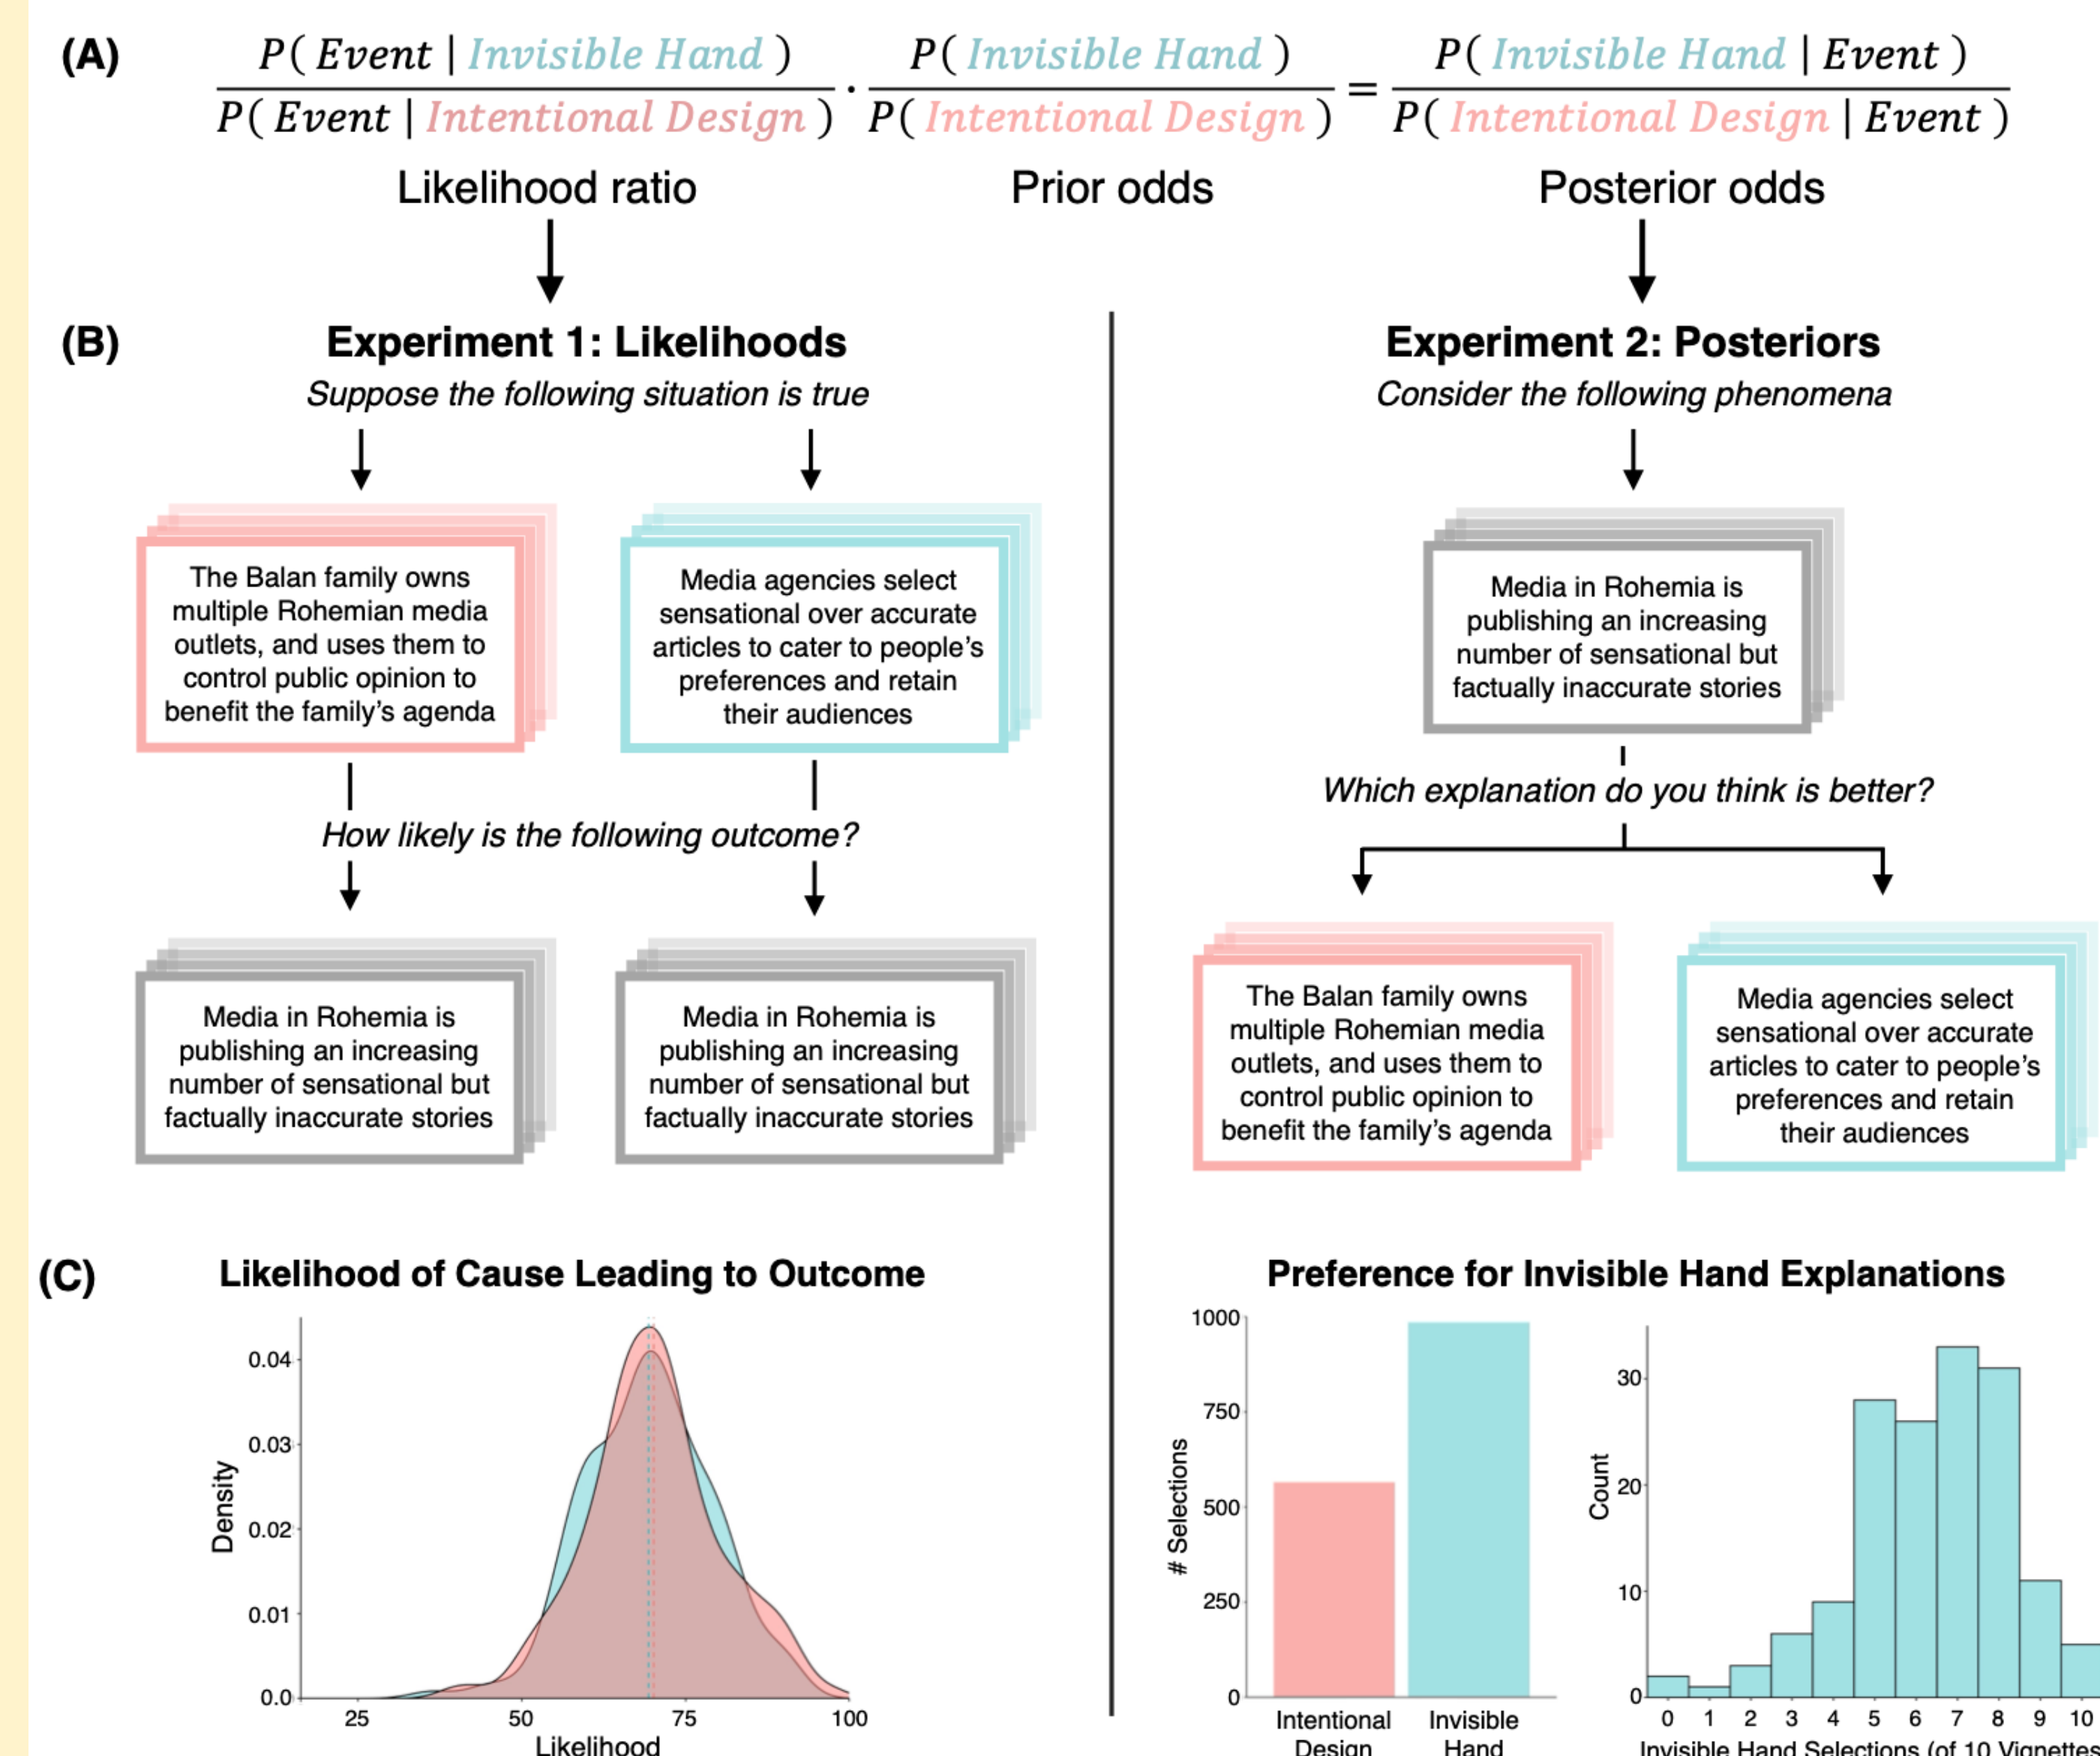 (A)
P( Event | Invisible Hand ) P( Invisible Hand ) P( Invisible Hand | Event )
· =
P( Event | Intentional Design ) P( Intentional Design ) P( Intentional Design | Event )
Likelihood ratio Prior odds Posterior odds
(B)
Experiment 1: Likelihoods
Suppose the following situation is true
The Balan family owns
multiple Rohemian media
outlets, and uses them to
control public opinion to
benefit the family's agenda
Media agencies select
sensational over accurate
articles to cater to people's
preferences and retain
their audiences
How likely is the following outcome?
Media in Rohemia is
publishing an increasing
number of sensational but
factually inaccurate stories
Media in Rohemia is
publishing an increasing
number of sensational but
factually inaccurate stories
Experiment 2: Posteriors
Consider the following phenomena
Media in Rohemia is
publishing an increasing
number of sensational but
factually inaccurate stories
Which explanation do you think is better?
The Balan family owns
multiple Rohemian media
outlets, and uses them to
control public opinion to
benefit the family's agenda
Media agencies select
sensational over accurate
articles to cater to people's
preferences and retain
their audiences
(C)
Likelihood of Cause Leading to Outcome
Density
0.04
0.03
0.02
0.01
0.0
25 50 75 100
Likelihood
Preference for Invisible Hand Explanations
# Selections
1000
750
500
250
0
Intentional
Design
Invisible
Hand
Count
30
20
10
0
0 1 2 3 4 5 6 7 8 9 10
Invisible Hand Selections (of 10 Vignettes